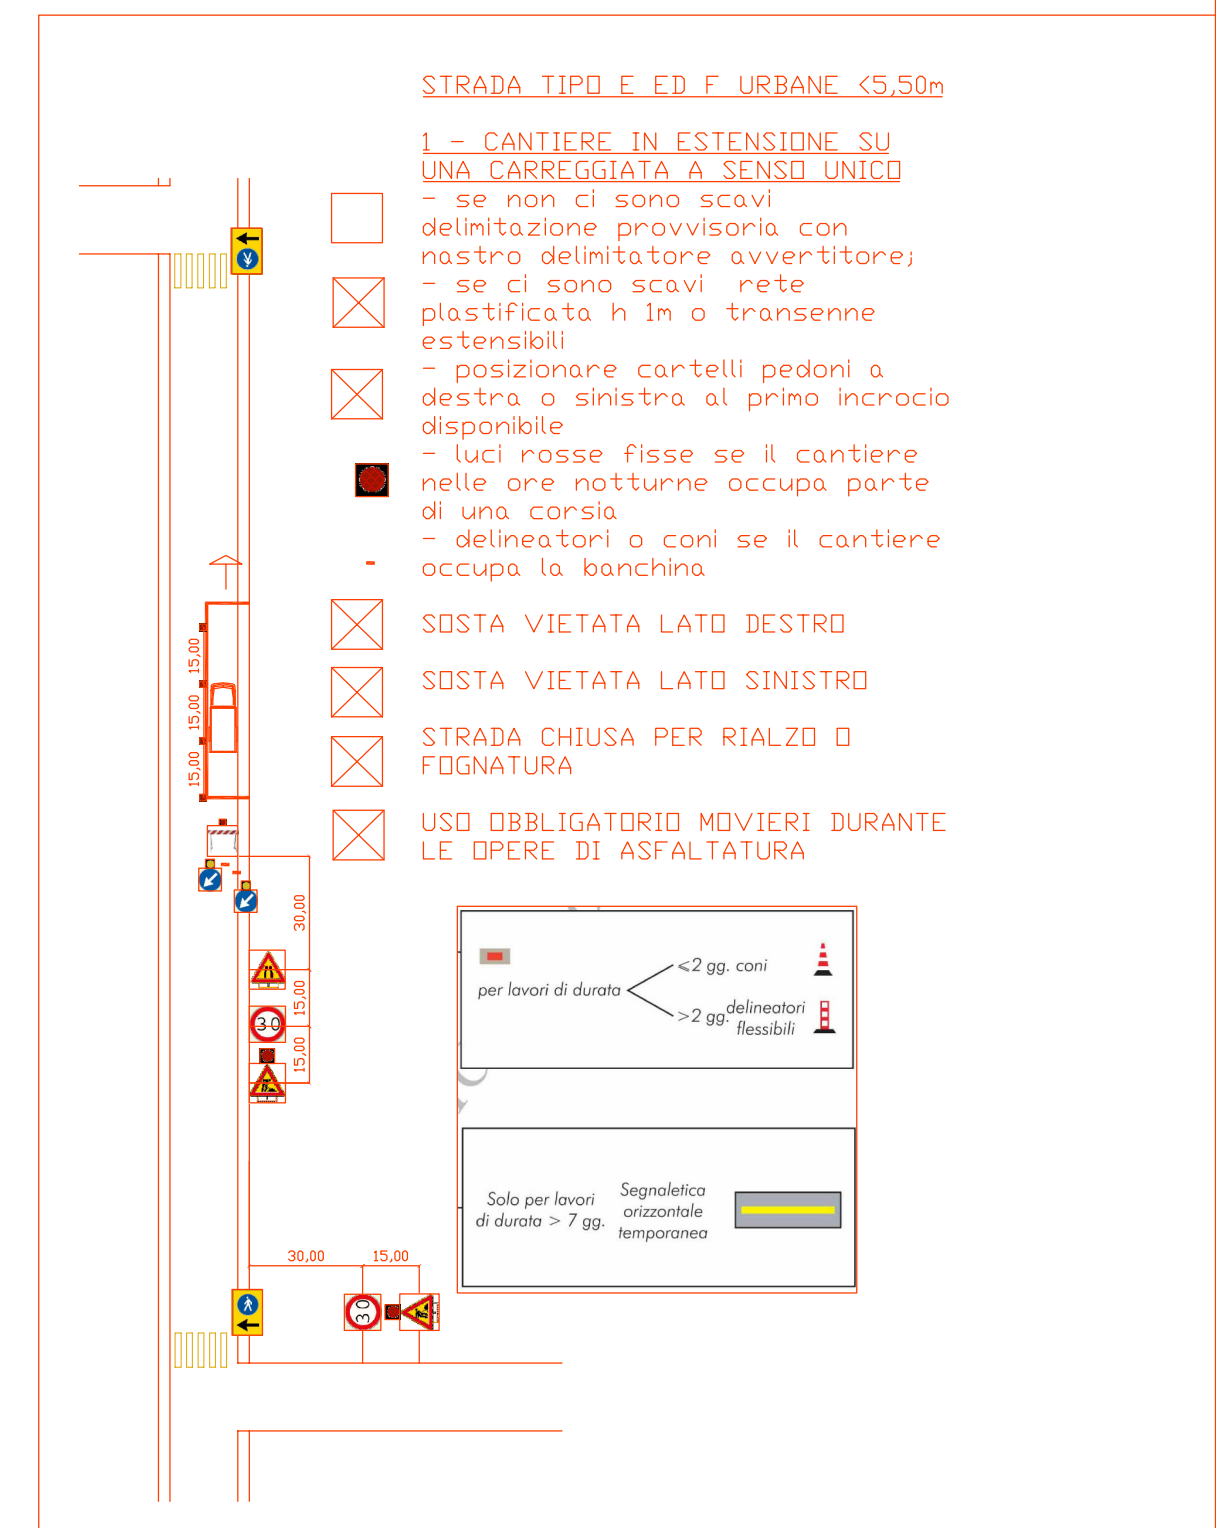 STRADA TIPO E ED F URBANE <5,50m
1 - CANTIERE IN ESTENSIONE SU
UNA CARREGGIATA A SENSO UNICO
- se non ci sono scavi
delimitazione provvisoria con
nastro delimitatore avvertitore;
- se ci sono scavi rete
plastificata h 1m o transenne
estensibili
- posizionare cartelli pedoni a
destra o sinistra al primo incrocio
disponibile
- luci rosse fisse se il cantiere
nelle ore notturne occupa parte
di una corsia
- delineatori o coni se il cantiere
occupa la banchina
SOSTA VIETATA LATO DESTRO
SOSTA VIETATA LATO SINISTRO
STRADA CHIUSA PER RIALZO O
FOGNATURA
USO OBBLIGATORIO MOVIERI DURANTE
LE OPERE DI ASFALTATURA
15,00
15,00
15,00
30,00
15,00
30
15,00
per lavori di durata
≤2 gg. coni
>2 gg. delineatori
flessibili
Solo per lavori
di durata > 7 gg.
Segnaletica
orizzontale
temporanea
30,00
15,00
30